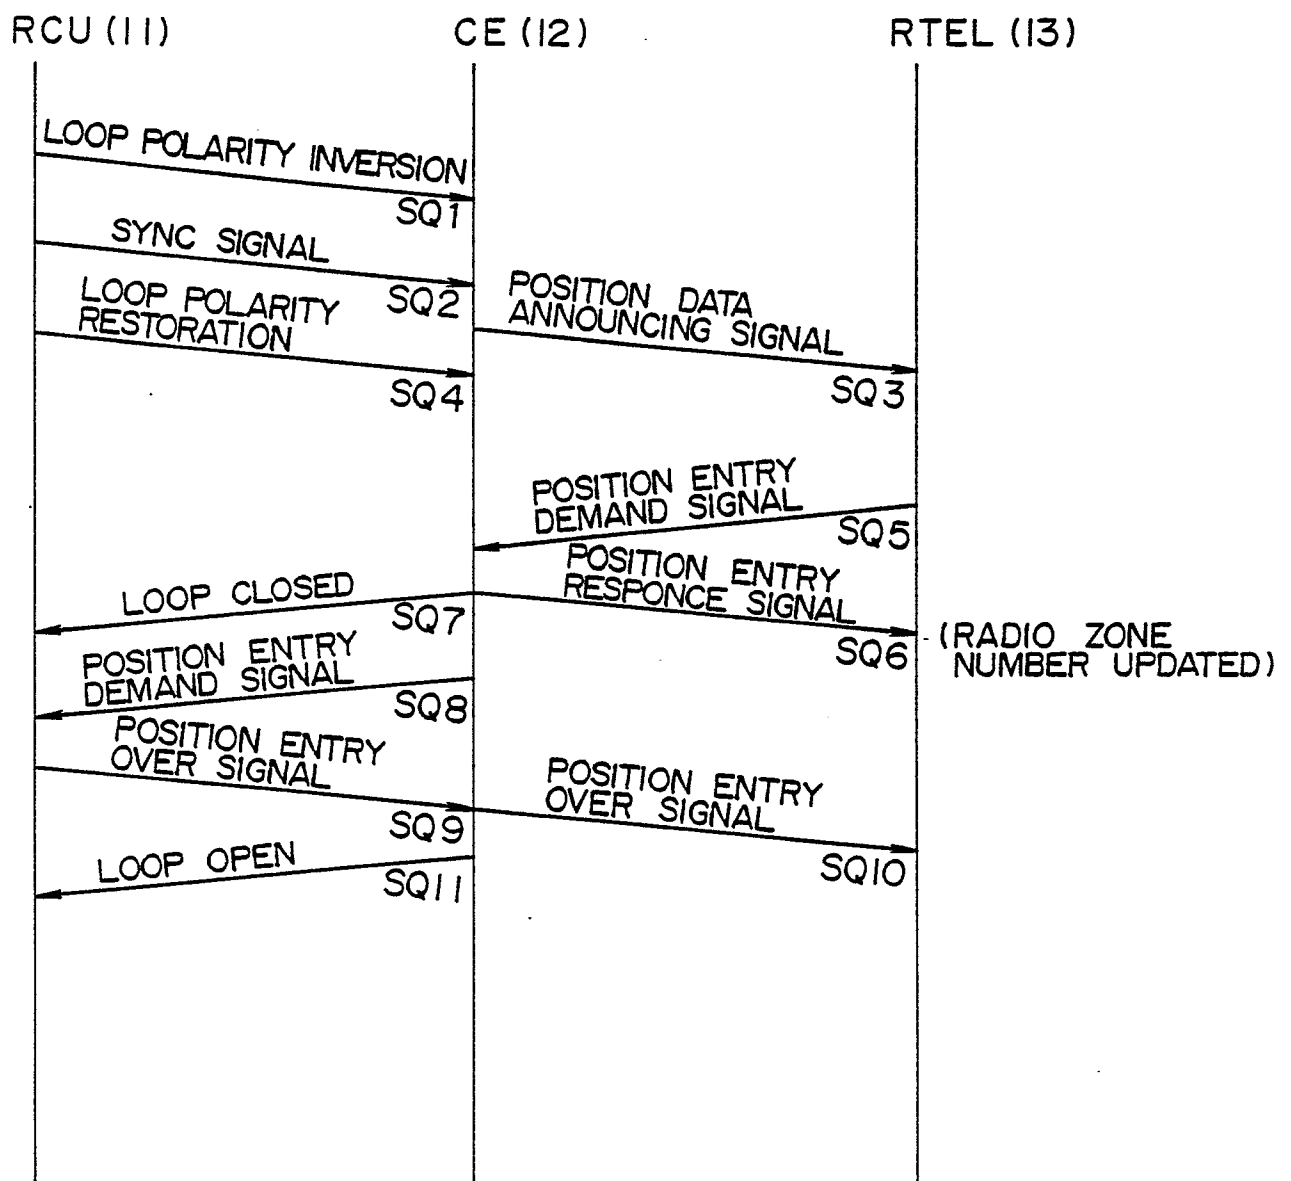 RCU (11) CE (12) RTEL (13)
LOOP POLARITY INVERSION
SQ1
SYNC SIGNAL
SQ2
LOOP POLARITY
RESTORATION
SQ4
POSITION DATA
ANNOUNCING SIGNAL
SQ3
POSITION ENTRY
DEMAND SIGNAL
SQ5
POSITION ENTRY
RESPONCE SIGNAL
SQ6
(RADIO ZONE
NUMBER UPDATED)
LOOP CLOSED
SQ7
POSITION ENTRY
DEMAND SIGNAL
SQ8
POSITION ENTRY
OVER SIGNAL
SQ9
POSITION ENTRY
OVER SIGNAL
SQ10
LOOP OPEN
SQ11